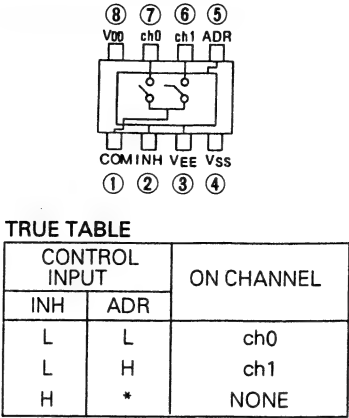 ⑧ ⑦ ⑥ ⑤
VDD ch0 ch1 ADR
COM INH VEE VSS
① ② ③ ④
TRUE TABLE
CONTROL INPUT ON CHANNEL
INH ADR
L L ch0
L H ch1
H * NONE